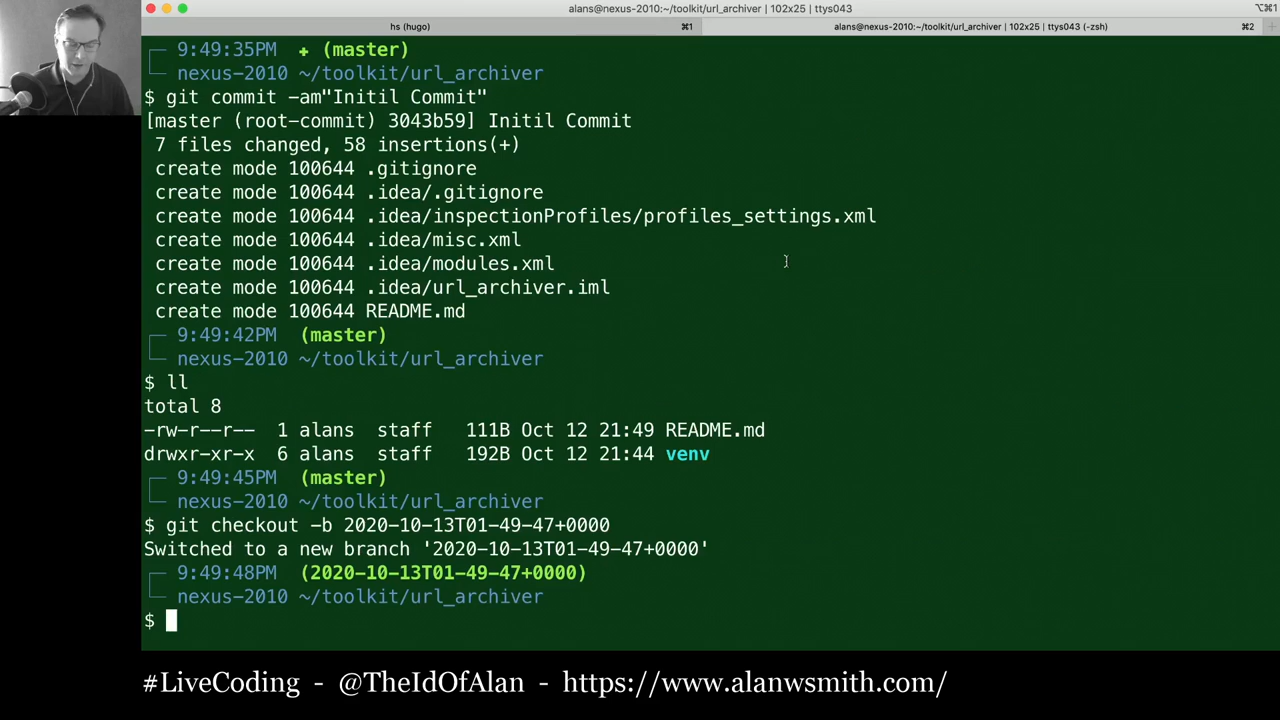 alans@nexus-2010:~/toolkit/url_archiver | 102x25 | ttys043
⌥⌘1
hs (hugo)
⌘1
alans@nexus-2010:~/toolkit/url_archiver | 102x25 | ttys043 (-zsh)
⌘2
+
9:49:35PM + (master)
nexus-2010 ~/toolkit/url_archiver
$ git commit -am"Initil Commit"
[master (root-commit) 3043b59] Initil Commit
7 files changed, 58 insertions(+)
create mode 100644 .gitignore
create mode 100644 .idea/.gitignore
create mode 100644 .idea/inspectionProfiles/profiles_settings.xml
create mode 100644 .idea/misc.xml
create mode 100644 .idea/modules.xml
create mode 100644 .idea/url_archiver.iml
create mode 100644 README.md
9:49:42PM (master)
nexus-2010 ~/toolkit/url_archiver
$ ll
total 8
-rw-r--r-- 1 alans staff 111B Oct 12 21:49 README.md
drwxr-xr-x 6 alans staff 192B Oct 12 21:44 venv
9:49:45PM (master)
nexus-2010 ~/toolkit/url_archiver
$ git checkout -b 2020-10-13T01-49-47+0000
Switched to a new branch '2020-10-13T01-49-47+0000'
9:49:48PM (2020-10-13T01-49-47+0000)
nexus-2010 ~/toolkit/url_archiver
$
#LiveCoding - @TheIdOfAlan - https://www.alanwsmith.com/